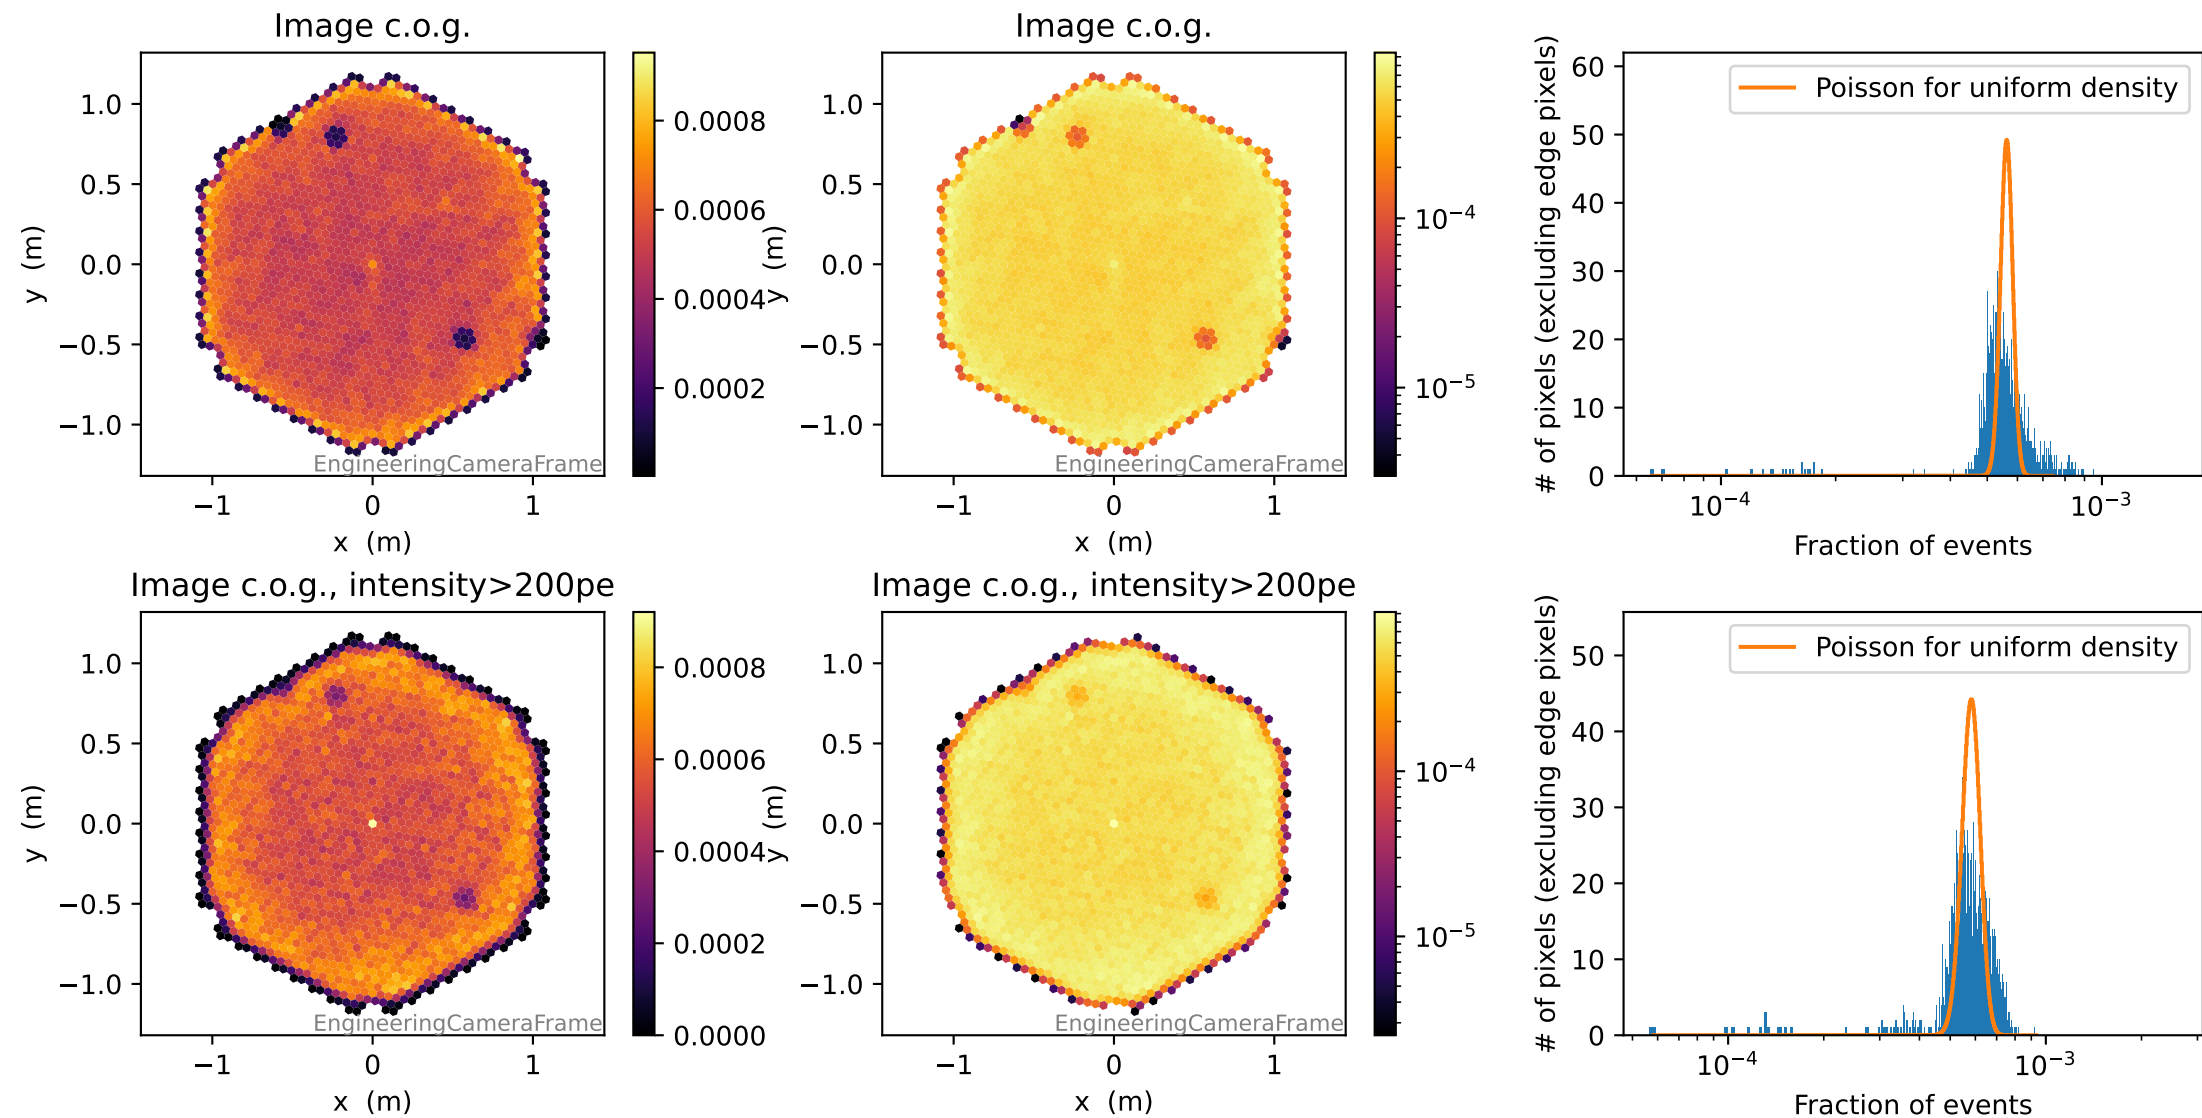 Image c.o.g.
Image c.o.g.
1.0
0.5
0.0
−0.5
−1.0
y (m)
−1
0
1
x (m)
EngineeringCameraFrame
0.0008
0.0006
0.0004
0.0002
1.0
0.5
0.0
−0.5
−1.0
y (m)
−1
0
1
x (m)
EngineeringCameraFrame
10⁻⁴
10⁻⁵
# of pixels (excluding edge pixels)
60
50
40
30
20
10
0
Poisson for uniform density
10⁻⁴
10⁻³
Fraction of events
Image c.o.g., intensity>200pe
Image c.o.g., intensity>200pe
1.0
0.5
0.0
−0.5
−1.0
y (m)
−1
0
1
x (m)
EngineeringCameraFrame
0.0008
0.0006
0.0004
0.0002
0.0000
1.0
0.5
0.0
−0.5
−1.0
y (m)
−1
0
1
x (m)
EngineeringCameraFrame
10⁻⁴
10⁻⁵
# of pixels (excluding edge pixels)
50
40
30
20
10
0
Poisson for uniform density
10⁻⁴
10⁻³
Fraction of events